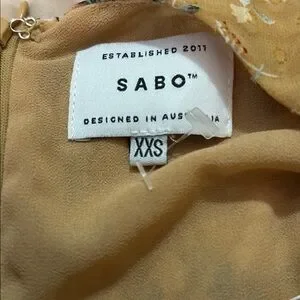 ESTABLISHED 2011
SABO™
DESIGNED IN AUSTRALIA
XXS